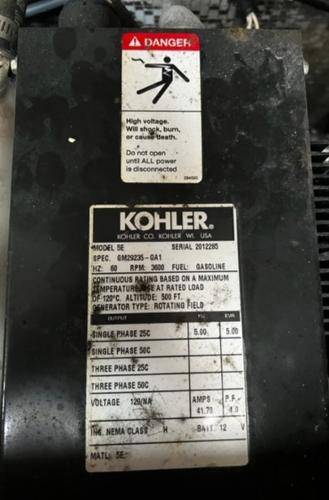 DANGER
High voltage.
Will shock, burn,
or cause death.
Do not open
until ALL power
is disconnected
KOHLER.
KOHLER CO. KOHLER WI. USA
MODEL 5E SERIAL 2012285
SPEC. GM29235-GA1
HZ: 60 RPM: 3600 FUEL: GASOLINE
CONTINUOUS RATING BASED ON A MAXIMUM
TEMPERATURE RISE AT RATED LOAD
OF 120°C. ALTITUDE: 500 FT.
GENERATOR TYPE: ROTATING FIELD
OUTPUT KVA
SINGLE PHASE 25C 5.00 5.00
SINGLE PHASE 50C
THREE PHASE 25C
THREE PHASE 50C
VOLTAGE 120/NA AMPS P.F.
41.70 1.0
INS. NEMA CLASS H BATT. 12 V
MATL: 5E-